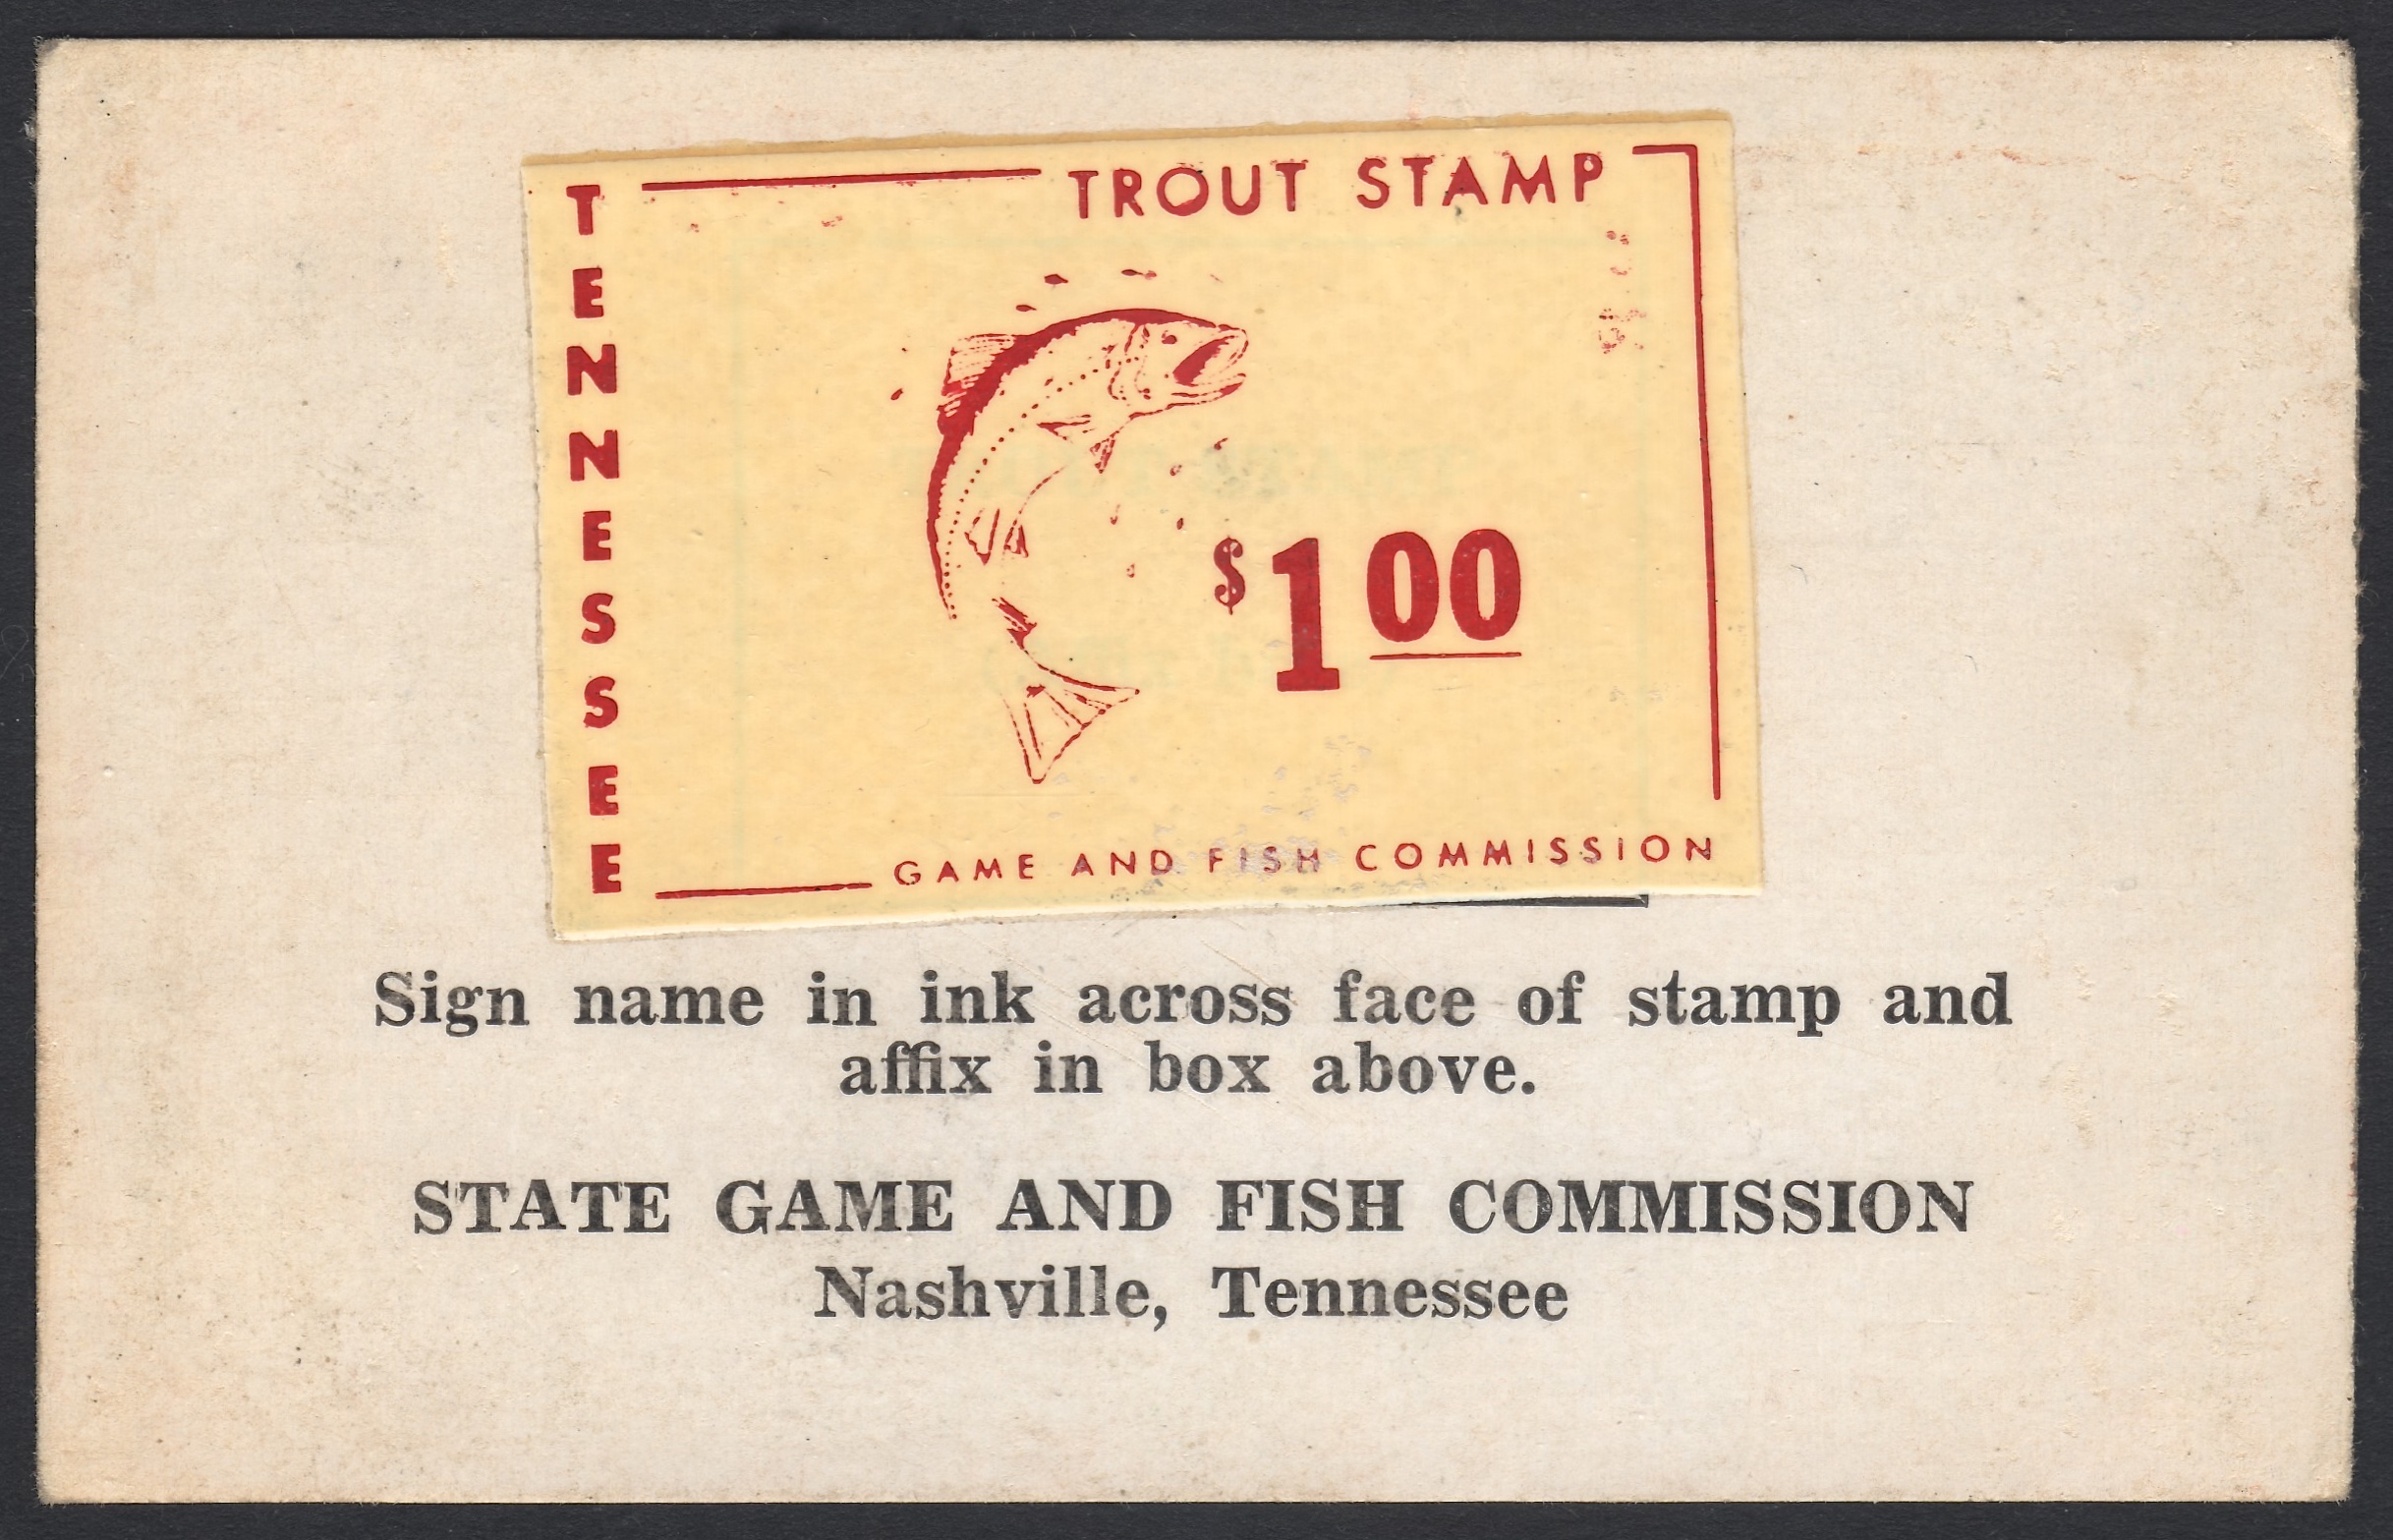 TROUT STAMP
TENNESSEE
$1 00
GAME AND FISH COMMISSION
Sign name in ink across face of stamp and
affix in box above.
STATE GAME AND FISH COMMISSION
Nashville, Tennessee